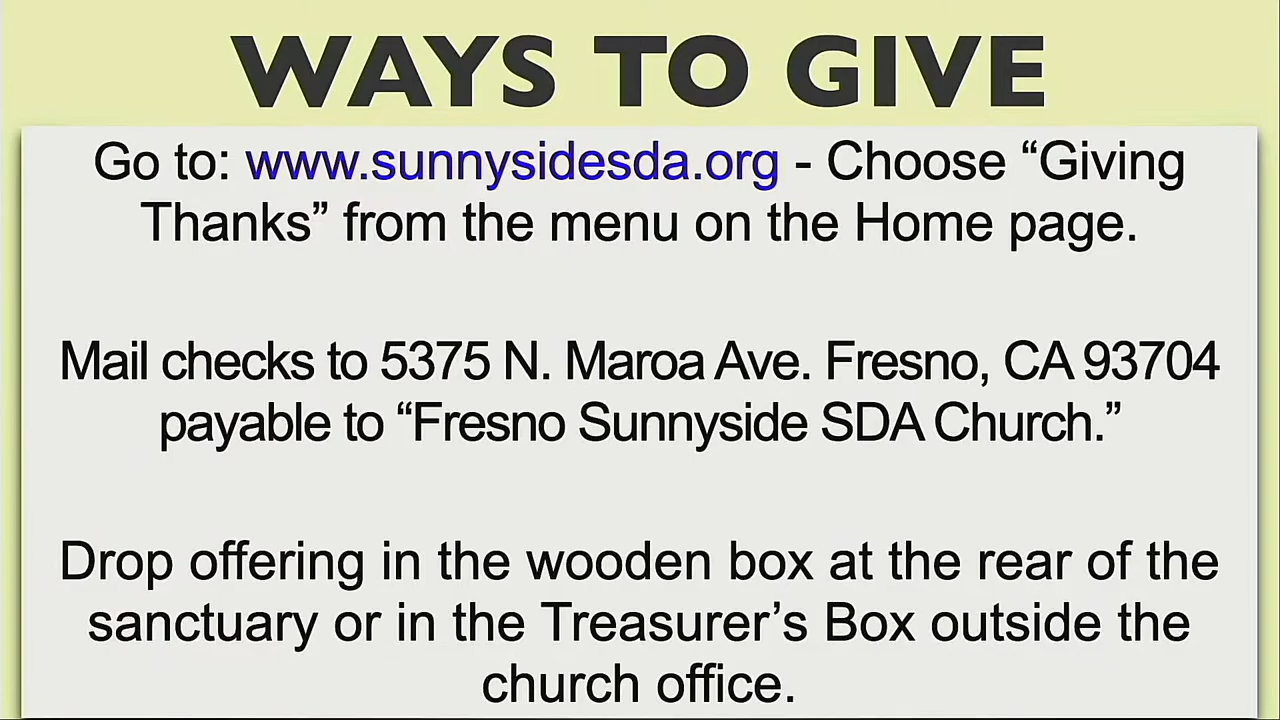 WAYS TO GIVE
Go to: www.sunnysidesda.org - Choose “Giving
Thanks” from the menu on the Home page.
Mail checks to 5375 N. Maroa Ave. Fresno, CA 93704
payable to “Fresno Sunnyside SDA Church.”
Drop offering in the wooden box at the rear of the
sanctuary or in the Treasurer’s Box outside the
church office.